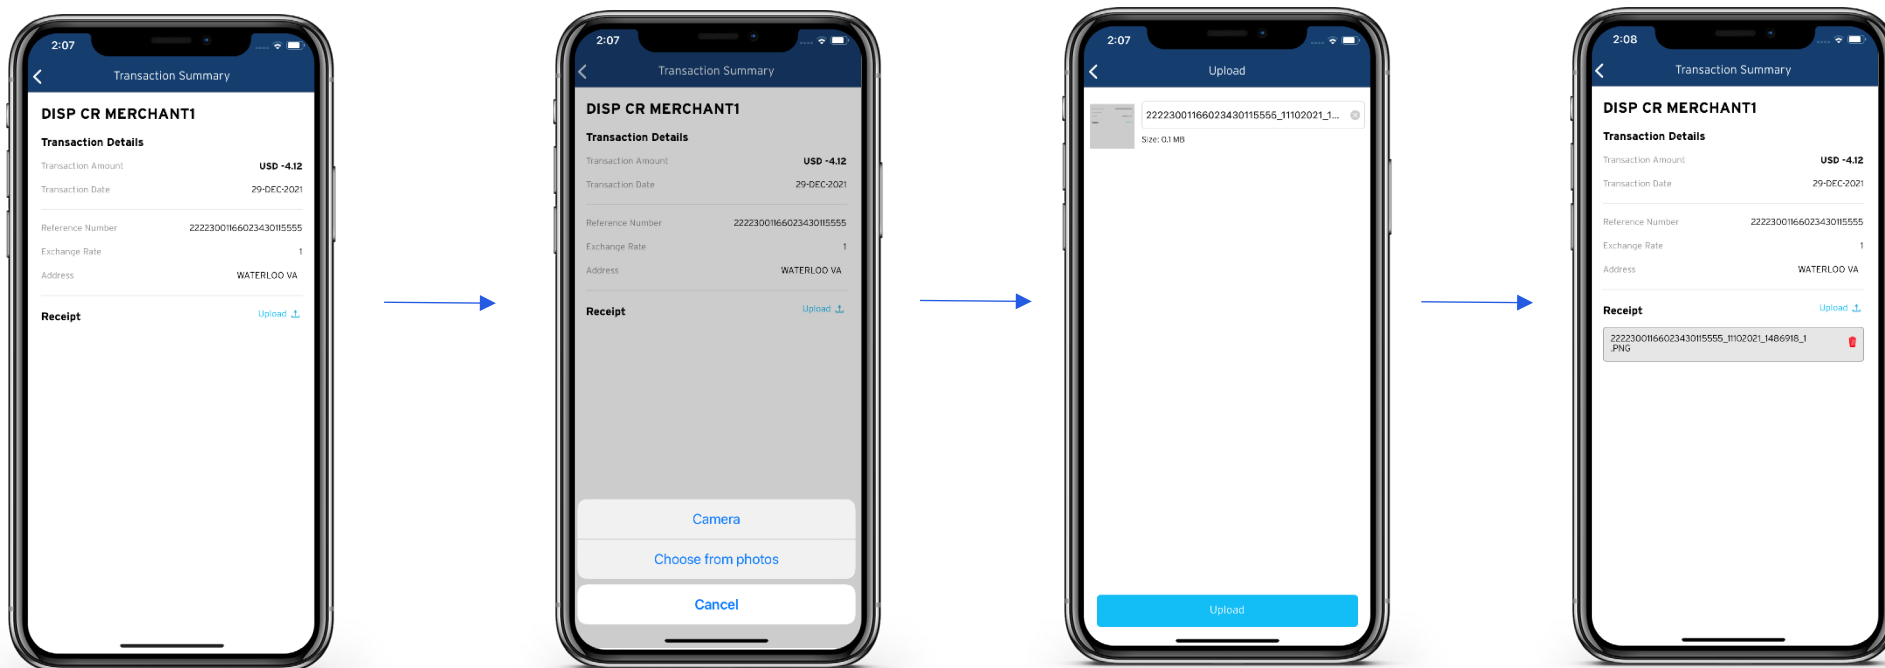 2:07
Transaction Summary
DISP CR MERCHANT1
Transaction Details
Transaction Amount USD -4.12
Transaction Date 29-DEC-2021
Reference Number 22223001166023430115555
Exchange Rate 1
Address WATERLOO VA
Receipt Upload
2:07
Transaction Summary
DISP CR MERCHANT1
Transaction Details
Transaction Amount USD -4.12
Transaction Date 29-DEC-2021
Reference Number 22223001166023430115555
Exchange Rate 1
Address WATERLOO VA
Receipt Upload
Camera
Choose from photos
Cancel
2:07
Upload
22223001166023430115555_11102021_1...
Size: 0.1 MB
Upload
2:08
Transaction Summary
DISP CR MERCHANT1
Transaction Details
Transaction Amount USD -4.12
Transaction Date 29-DEC-2021
Reference Number 22223001166023430115555
Exchange Rate 1
Address WATERLOO VA
Receipt Upload
22223001166023430115555_11102021_1486918_1
.PNG